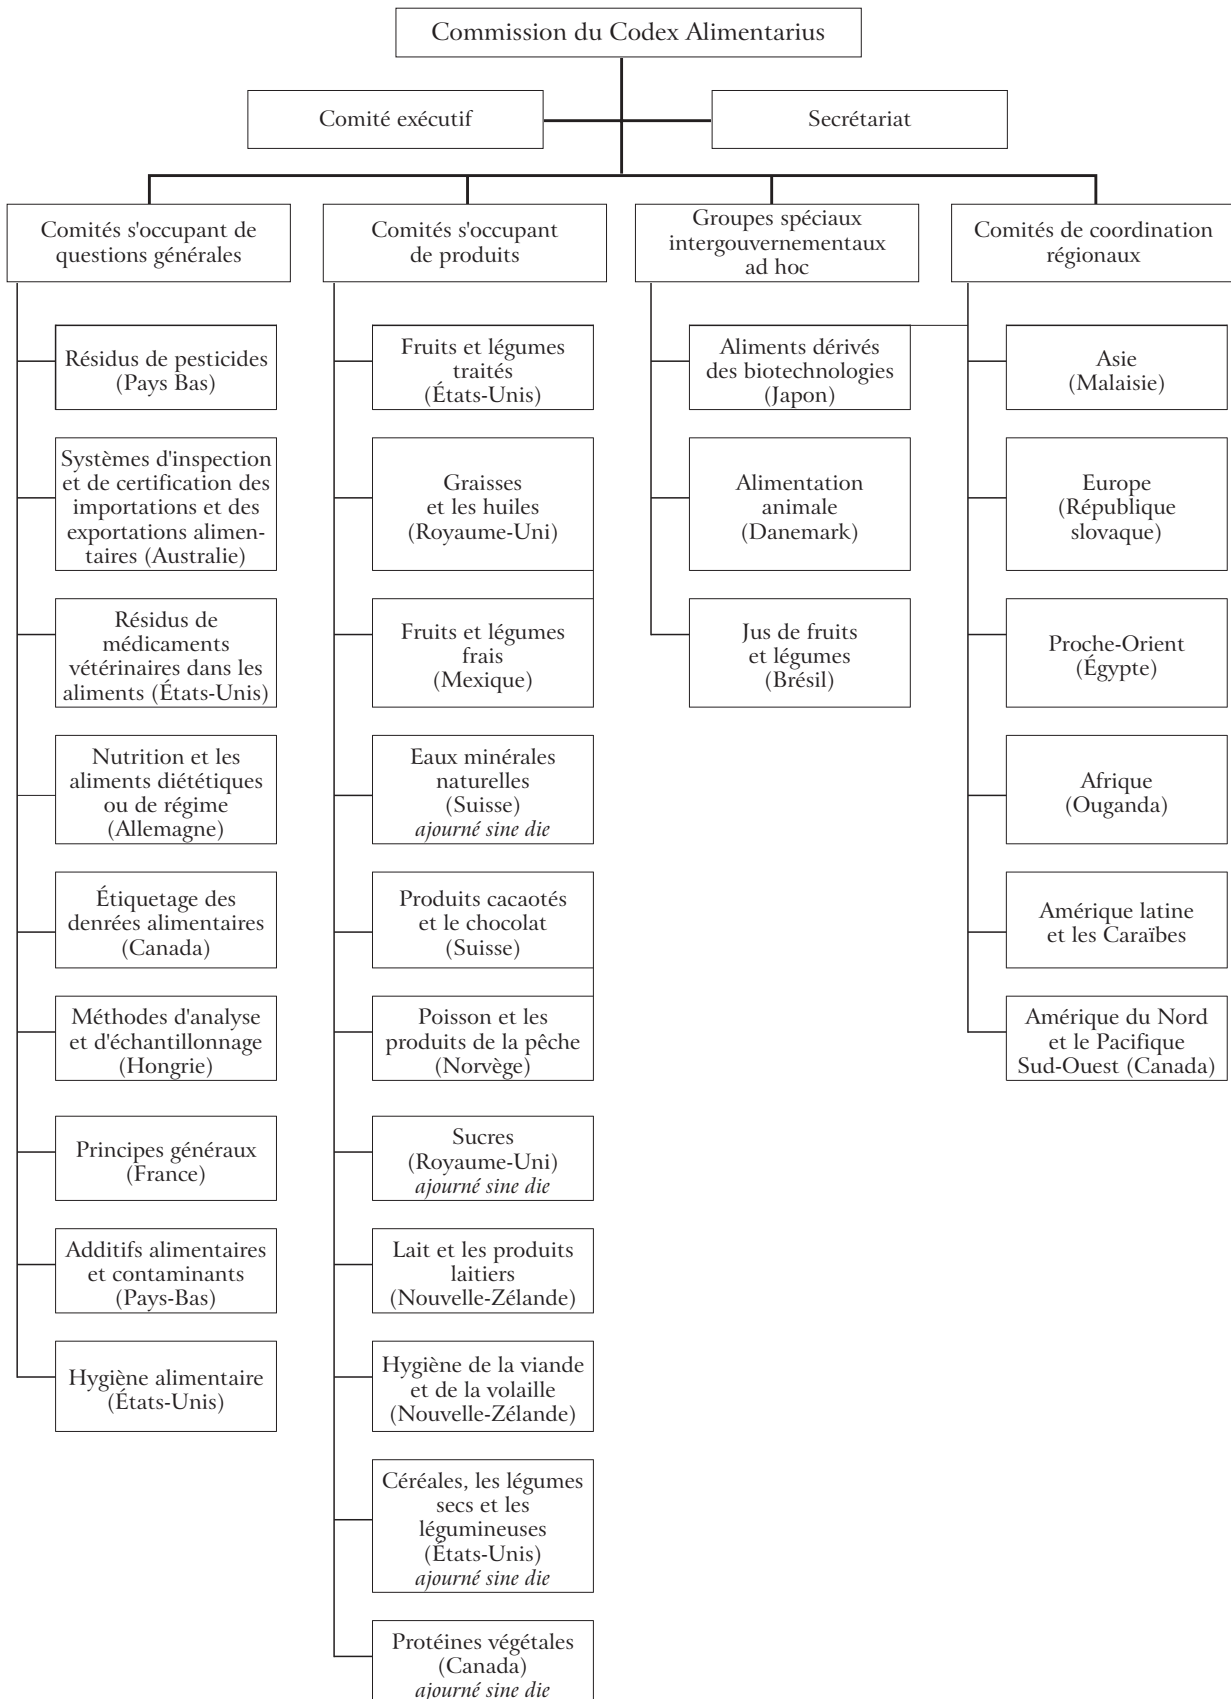 Commission du Codex Alimentarius
Comité exécutif
Secrétariat
Comités s'occupant de
questions générales
Comités s'occupant
de produits
Groupes spéciaux
intergouvernementaux
ad hoc
Comités de coordination
régionaux
Résidus de pesticides
(Pays Bas)
Systèmes d'inspection
et de certification des
importations et des
exportations alimen-
taires (Australie)
Résidus de
médicaments
vétérinaires dans les
aliments (États-Unis)
Nutrition et les
aliments diététiques
ou de régime
(Allemagne)
Étiquetage des
denrées alimentaires
(Canada)
Méthodes d'analyse
et d'échantillonnage
(Hongrie)
Principes généraux
(France)
Additifs alimentaires
et contaminants
(Pays-Bas)
Hygiène alimentaire
(États-Unis)
Fruits et légumes
traités
(États-Unis)
Graisses
et les huiles
(Royaume-Uni)
Fruits et légumes
frais
(Mexique)
Eaux minérales
naturelles
(Suisse)
ajourné sine die
Produits cacaotés
et le chocolat
(Suisse)
Poisson et les
produits de la pêche
(Norvège)
Sucres
(Royaume-Uni)
ajourné sine die
Lait et les produits
laitiers
(Nouvelle-Zélande)
Hygiène de la viande
et de la volaille
(Nouvelle-Zélande)
Céréales, les légumes
secs et les
légumineuses
(États-Unis)
ajourné sine die
Protéines végétales
(Canada)
ajourné sine die
Aliments dérivés
des biotechnologies
(Japon)
Alimentation
animale
(Danemark)
Jus de fruits
et légumes
(Brésil)
Asie
(Malaisie)
Europe
(République
slovaque)
Proche-Orient
(Égypte)
Afrique
(Ouganda)
Amérique latine
et les Caraïbes
Amérique du Nord
et le Pacifique
Sud-Ouest (Canada)